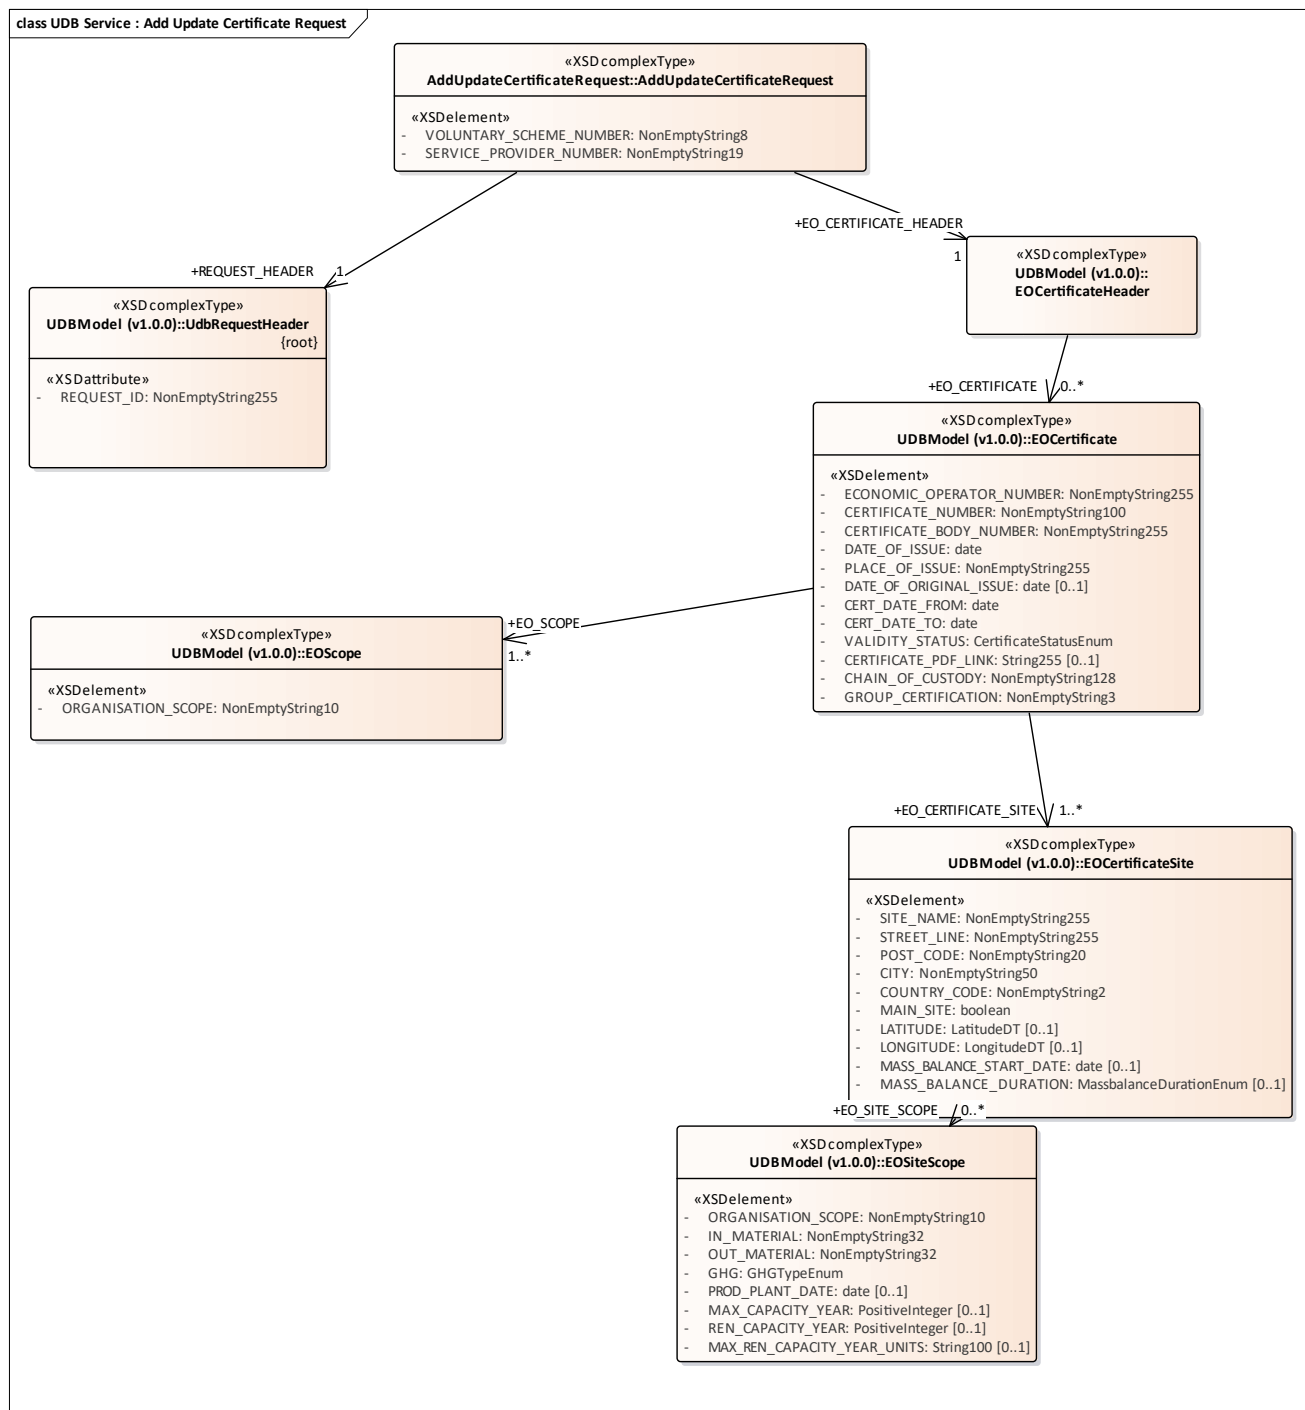 class UDB Service : Add Update Certificate Request
«XSDcomplexType»
AddUpdateCertificateRequest::AddUpdateCertificateRequest
«XSDelement»
- VOLUNTARY_SCHEME_NUMBER: NonEmptyString8
- SERVICE_PROVIDER_NUMBER: NonEmptyString19
+EO_CERTIFICATE_HEADER
1
+REQUEST_HEADER 1
«XSDcomplexType»
UDBModel (v1.0.0)::
EOCertificateHeader
«XSDcomplexType»
UDBModel (v1.0.0)::UdbRequestHeader
{root}
«XSDattribute»
- REQUEST_ID: NonEmptyString255
+EO_CERTIFICATE 0..*
«XSDcomplexType»
UDBModel (v1.0.0)::EOCertificate
«XSDelement»
- ECONOMIC_OPERATOR_NUMBER: NonEmptyString255
- CERTIFICATE_NUMBER: NonEmptyString100
- CERTIFICATE_BODY_NUMBER: NonEmptyString255
- DATE_OF_ISSUE: date
- PLACE_OF_ISSUE: NonEmptyString255
- DATE_OF_ORIGINAL_ISSUE: date [0..1]
- CERT_DATE_FROM: date
- CERT_DATE_TO: date
- VALIDITY_STATUS: CertificateStatusEnum
- CERTIFICATE_PDF_LINK: String255 [0..1]
- CHAIN_OF_CUSTODY: NonEmptyString128
- GROUP_CERTIFICATION: NonEmptyString3
+EO_SCOPE
1..*
«XSDcomplexType»
UDBModel (v1.0.0)::EOScope
«XSDelement»
- ORGANISATION_SCOPE: NonEmptyString10
+EO_CERTIFICATE_SITE 1..*
«XSDcomplexType»
UDBModel (v1.0.0)::EOCertificateSite
«XSDelement»
- SITE_NAME: NonEmptyString255
- STREET_LINE: NonEmptyString255
- POST_CODE: NonEmptyString20
- CITY: NonEmptyString50
- COUNTRY_CODE: NonEmptyString2
- MAIN_SITE: boolean
- LATITUDE: LatitudeDT [0..1]
- LONGITUDE: LongitudeDT [0..1]
- MASS_BALANCE_START_DATE: date [0..1]
- MASS_BALANCE_DURATION: MassbalanceDurationEnum [0..1]
+EO_SITE_SCOPE 0..*
«XSDcomplexType»
UDBModel (v1.0.0)::EOSiteScope
«XSDelement»
- ORGANISATION_SCOPE: NonEmptyString10
- IN_MATERIAL: NonEmptyString32
- OUT_MATERIAL: NonEmptyString32
- GHG: GHGTypeEnum
- PROD_PLANT_DATE: date [0..1]
- MAX_CAPACITY_YEAR: PositiveInteger [0..1]
- REN_CAPACITY_YEAR: PositiveInteger [0..1]
- MAX_REN_CAPACITY_YEAR_UNITS: String100 [0..1]